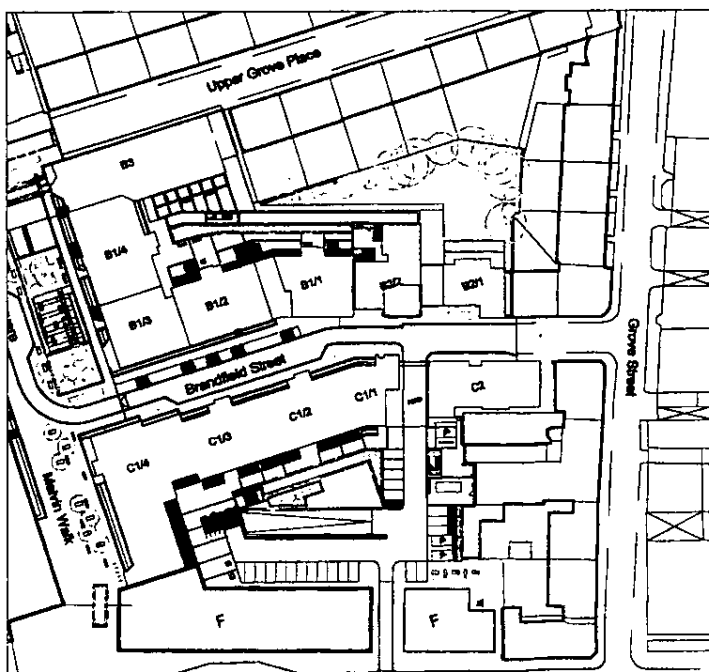 Upper Grove Place
B3
B1/4
B1/3
B1/2
B1/1
B2/2
B2/1
Grove Street
Brandfield Street
C1/1
C2
C1/2
C1/3
C1/4
Melvin Walk
F
F